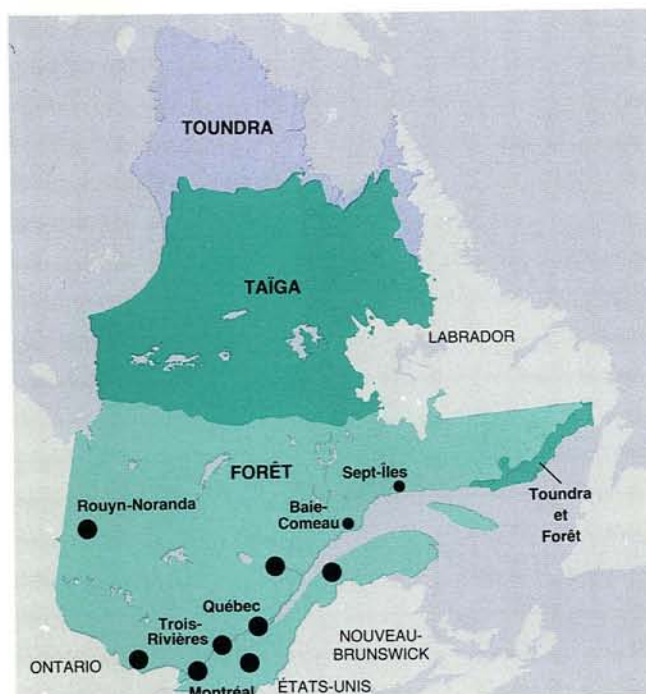 TOUNDRA
TAÏGA
LABRADOR
FORÊT
Sept-Îles
Rouyn-Noranda
Baie-
Comeau
Toundra
et
Forêt
Québec
Trois-
Rivières
NOUVEAU-
BRUNSWICK
ONTARIO
Montréal
ÉTATS-UNIS